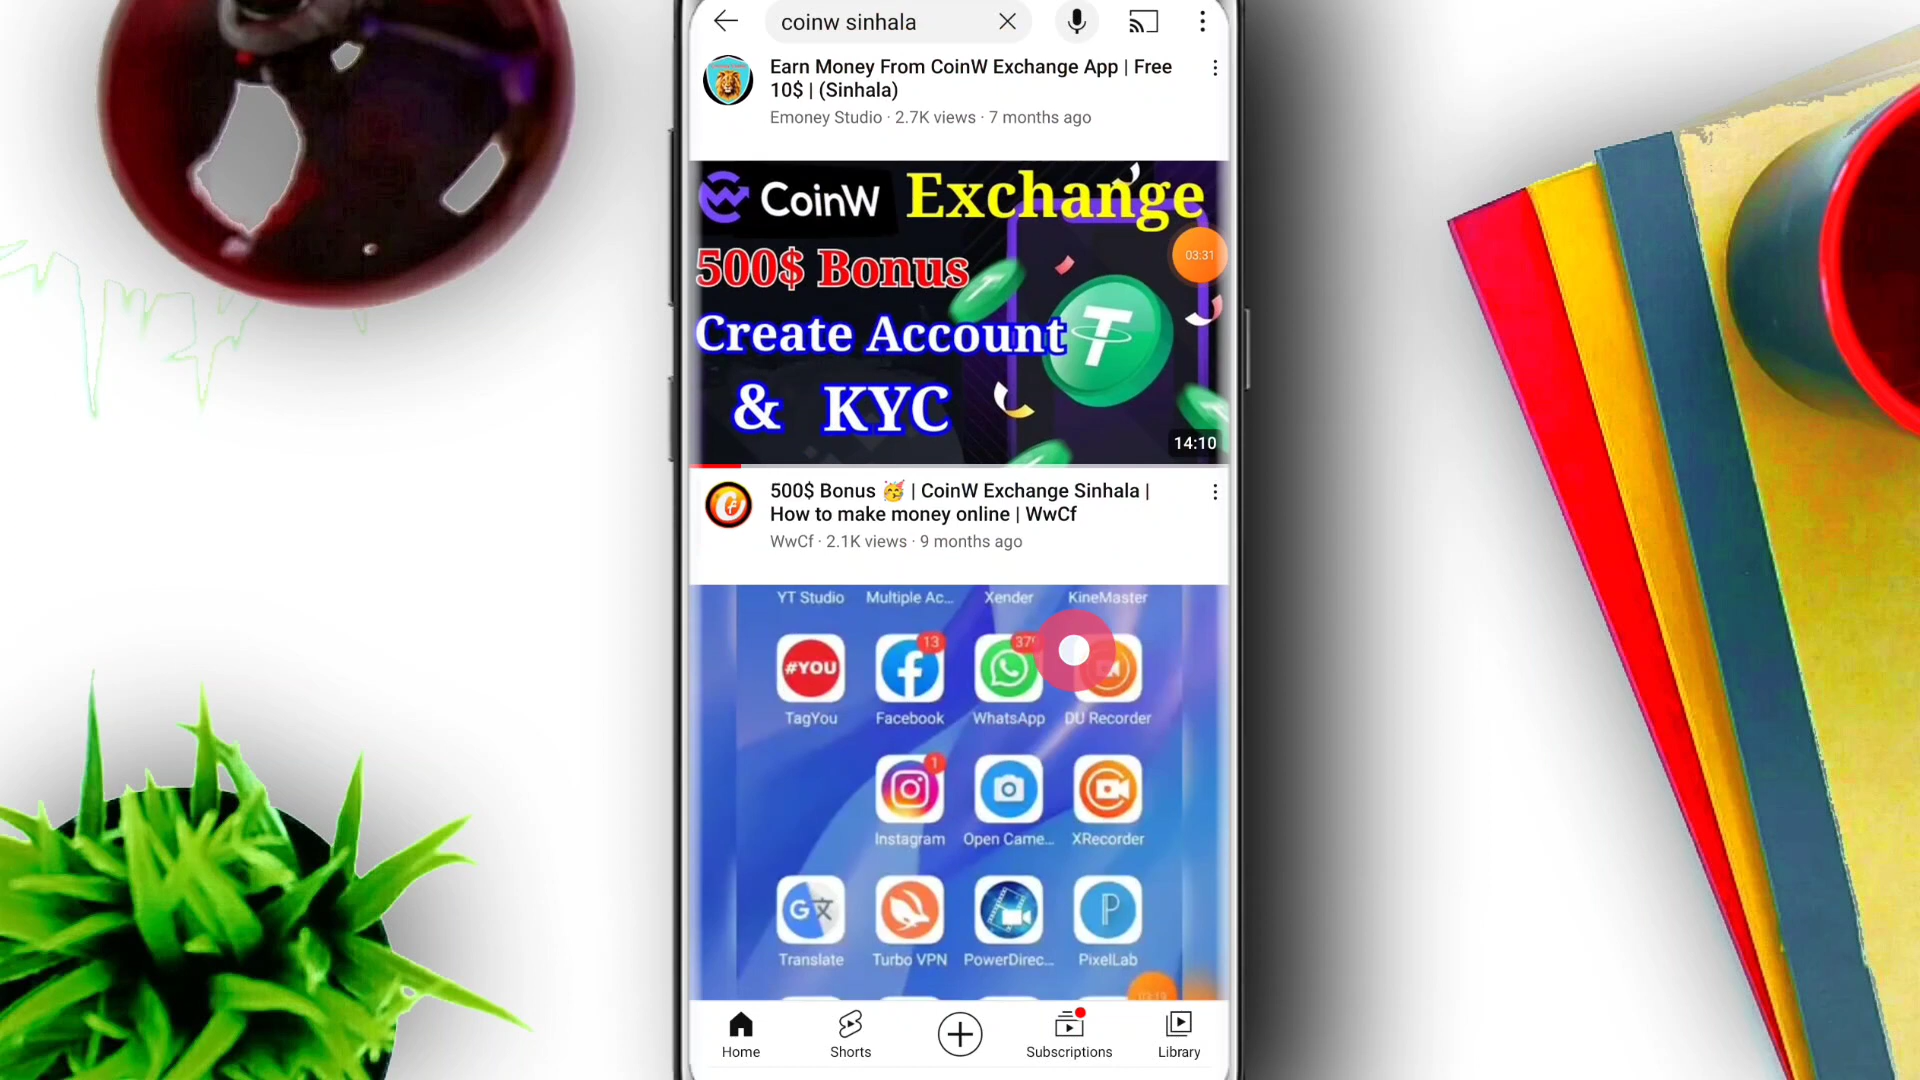 coinw sinhala
Earn Money From CoinW Exchange App | Free
10$ | (Sinhala)
Emoney Studio · 2.7K views · 7 months ago
CoinW Exchange
500$ Bonus
03:31
Create Account
& KYC
14:10
500$ Bonus 🥳 | CoinW Exchange Sinhala |
How to make money online | WwCf
WwCf · 2.1K views · 9 months ago
YT Studio Multiple Ac... Xender KineMaster
#YOU 13
TagYou Facebook WhatsApp DU Recorder
1
Instagram Open Came... XRecorder
Translate Turbo VPN PowerDirec... PixelLab
Home Shorts Subscriptions Library